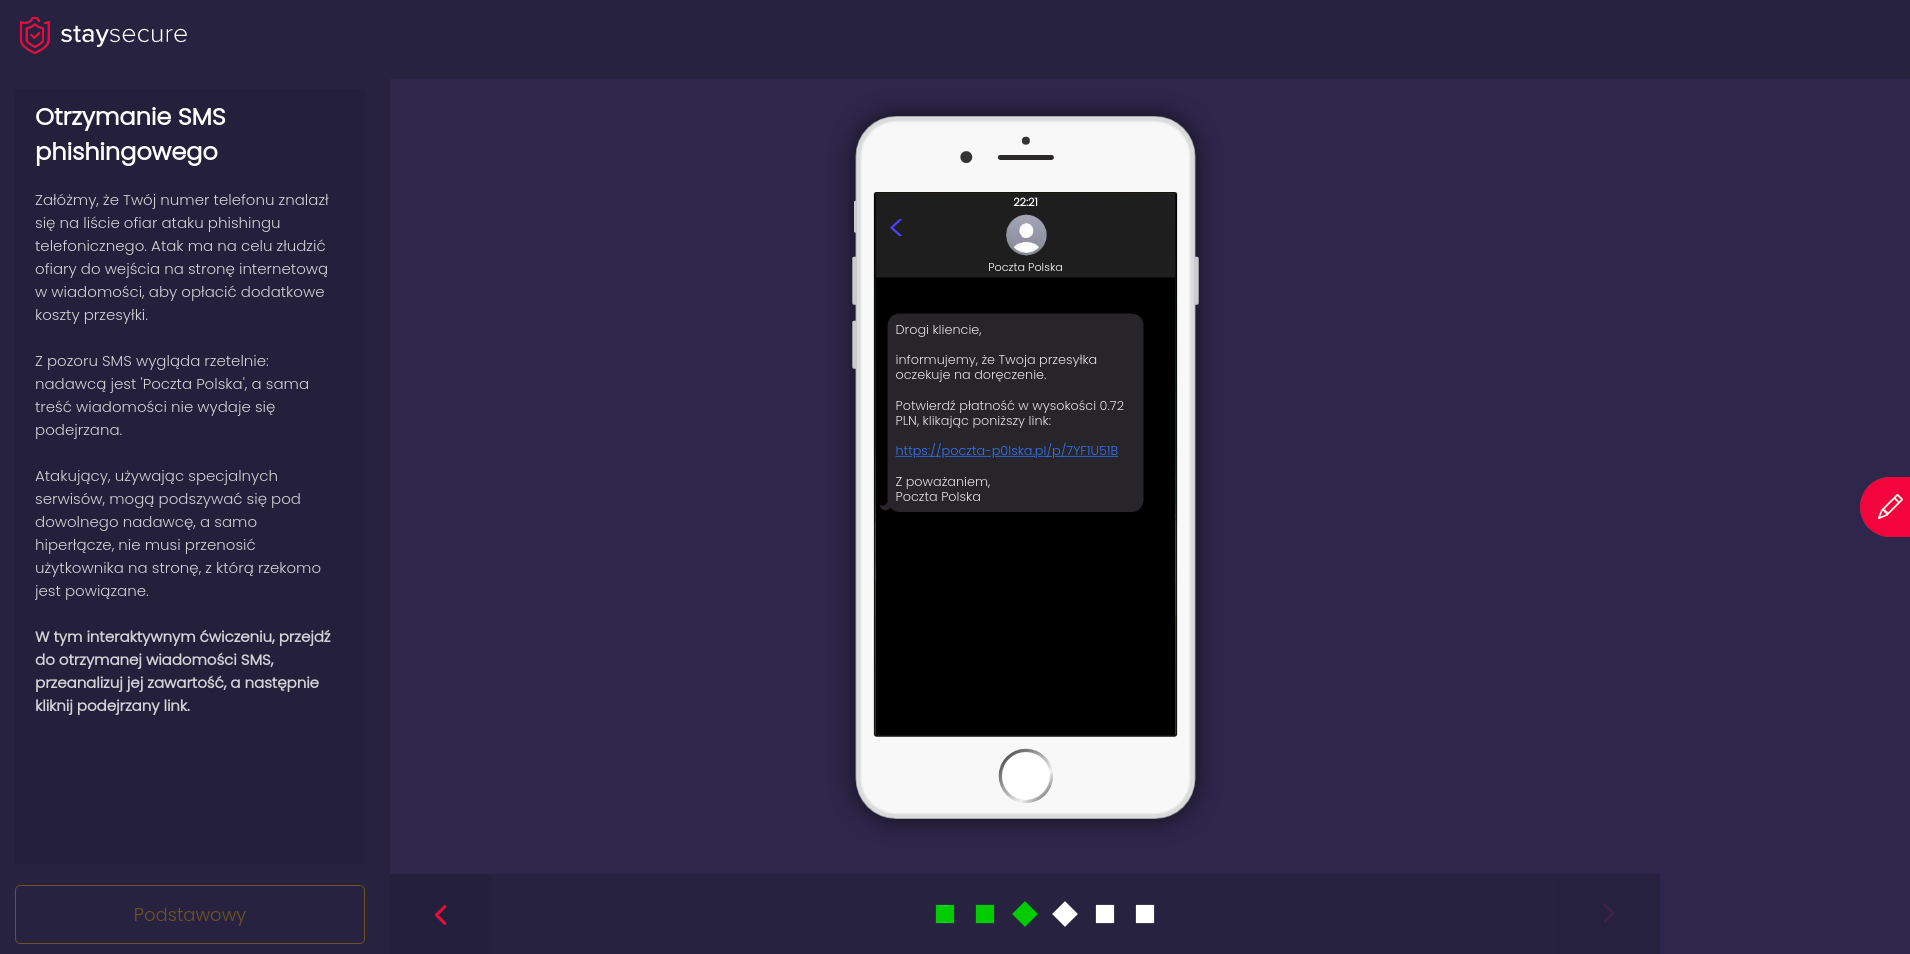 staysecure
Otrzymanie SMS
phishingowego
Załóżmy, że Twój numer telefonu znalazł
się na liście ofiar ataku phishingu
telefonicznego. Atak ma na celu złudzić
ofiary do wejścia na stronę internetową
w wiadomości, aby opłacić dodatkowe
koszty przesyłki.
Z pozoru SMS wygląda rzetelnie:
nadawcą jest 'Poczta Polska', a sama
treść wiadomości nie wydaje się
podejrzana.
Atakujący, używając specjalnych
serwisów, mogą podszywać się pod
dowolnego nadawcę, a samo
hiperłącze, nie musi przenosić
użytkownika na stronę, z którą rzekomo
jest powiązane.
W tym interaktywnym ćwiczeniu, przejdź
do otrzymanej wiadomości SMS,
przeanalizuj jej zawartość, a następnie
kliknij podejrzany link.
Podstawowy
22:21
Poczta Polska
Drogi kliencie,
informujemy, że Twoja przesyłka
oczekuje na doręczenie.
Potwierdź płatność w wysokości 0.72
PLN, klikając poniższy link:
https://poczta-p0lska.pl/p/7YF1U51B
Z poważaniem,
Poczta Polska